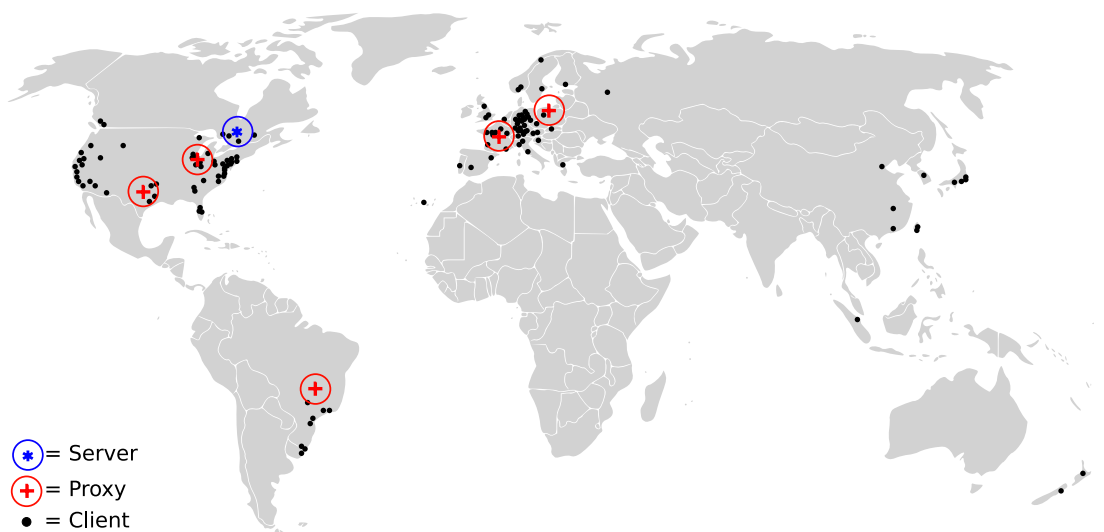 = Server
= Proxy
= Client